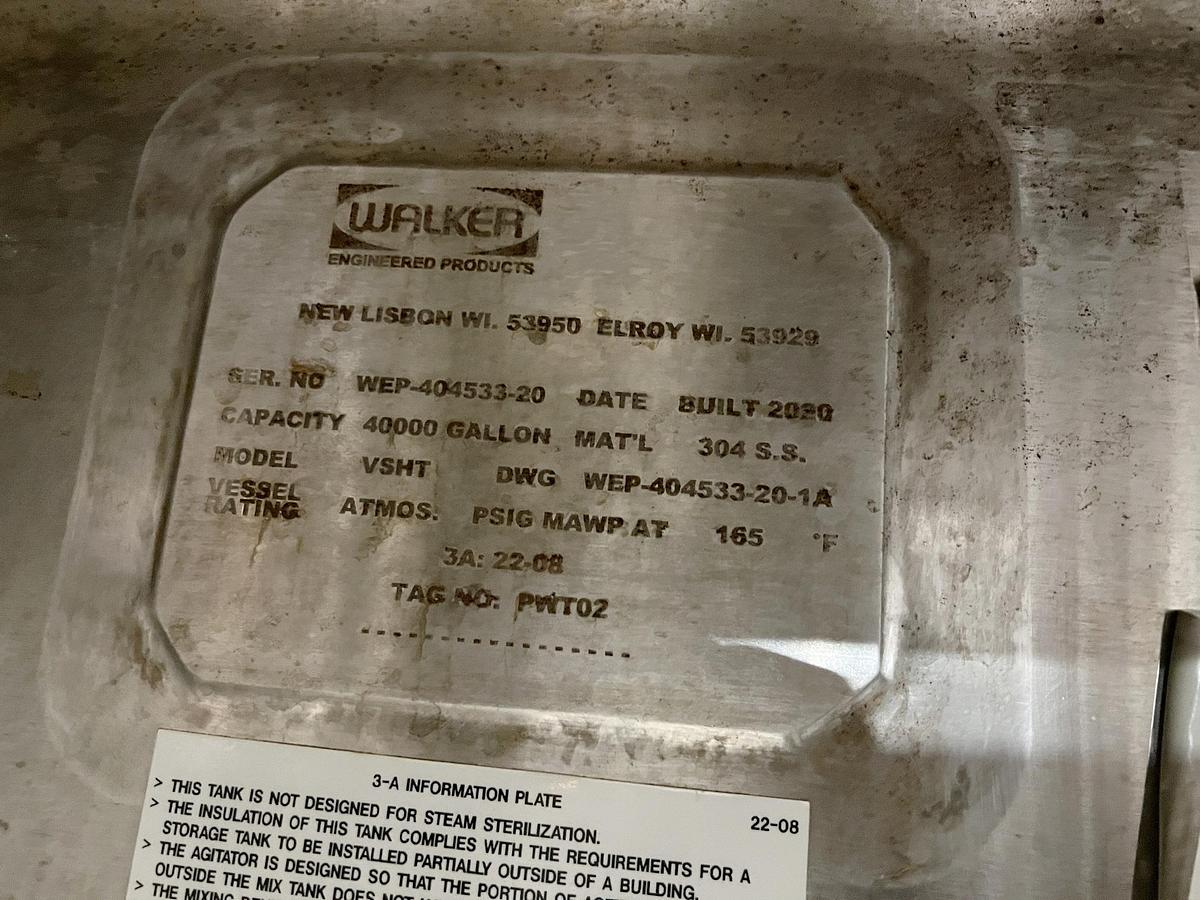 WALKER
ENGINEERED PRODUCTS
NEW LISBON WI. 53950 ELROY WI. 53929
SER. NO WEP-404533-20 DATE BUILT 2020
CAPACITY 40000 GALLON MAT'L 304 S.S.
MODEL VSHT DWG WEP-404533-20-1A
VESSEL
RATING ATMOS. PSIG MAWP AT 165 °F
3A: 22-08
TAG NO: PWT02
3-A INFORMATION PLATE
22-08
> THIS TANK IS NOT DESIGNED FOR STEAM STERILIZATION.
> THE INSULATION OF THIS TANK COMPLIES WITH THE REQUIREMENTS FOR A
STORAGE TANK TO BE INSTALLED PARTIALLY OUTSIDE OF A BUILDING.
> THE AGITATOR IS DESIGNED SO THAT THE PORTION OF
OUTSIDE THE MIX TANK DOES NOT
> THE MIXING